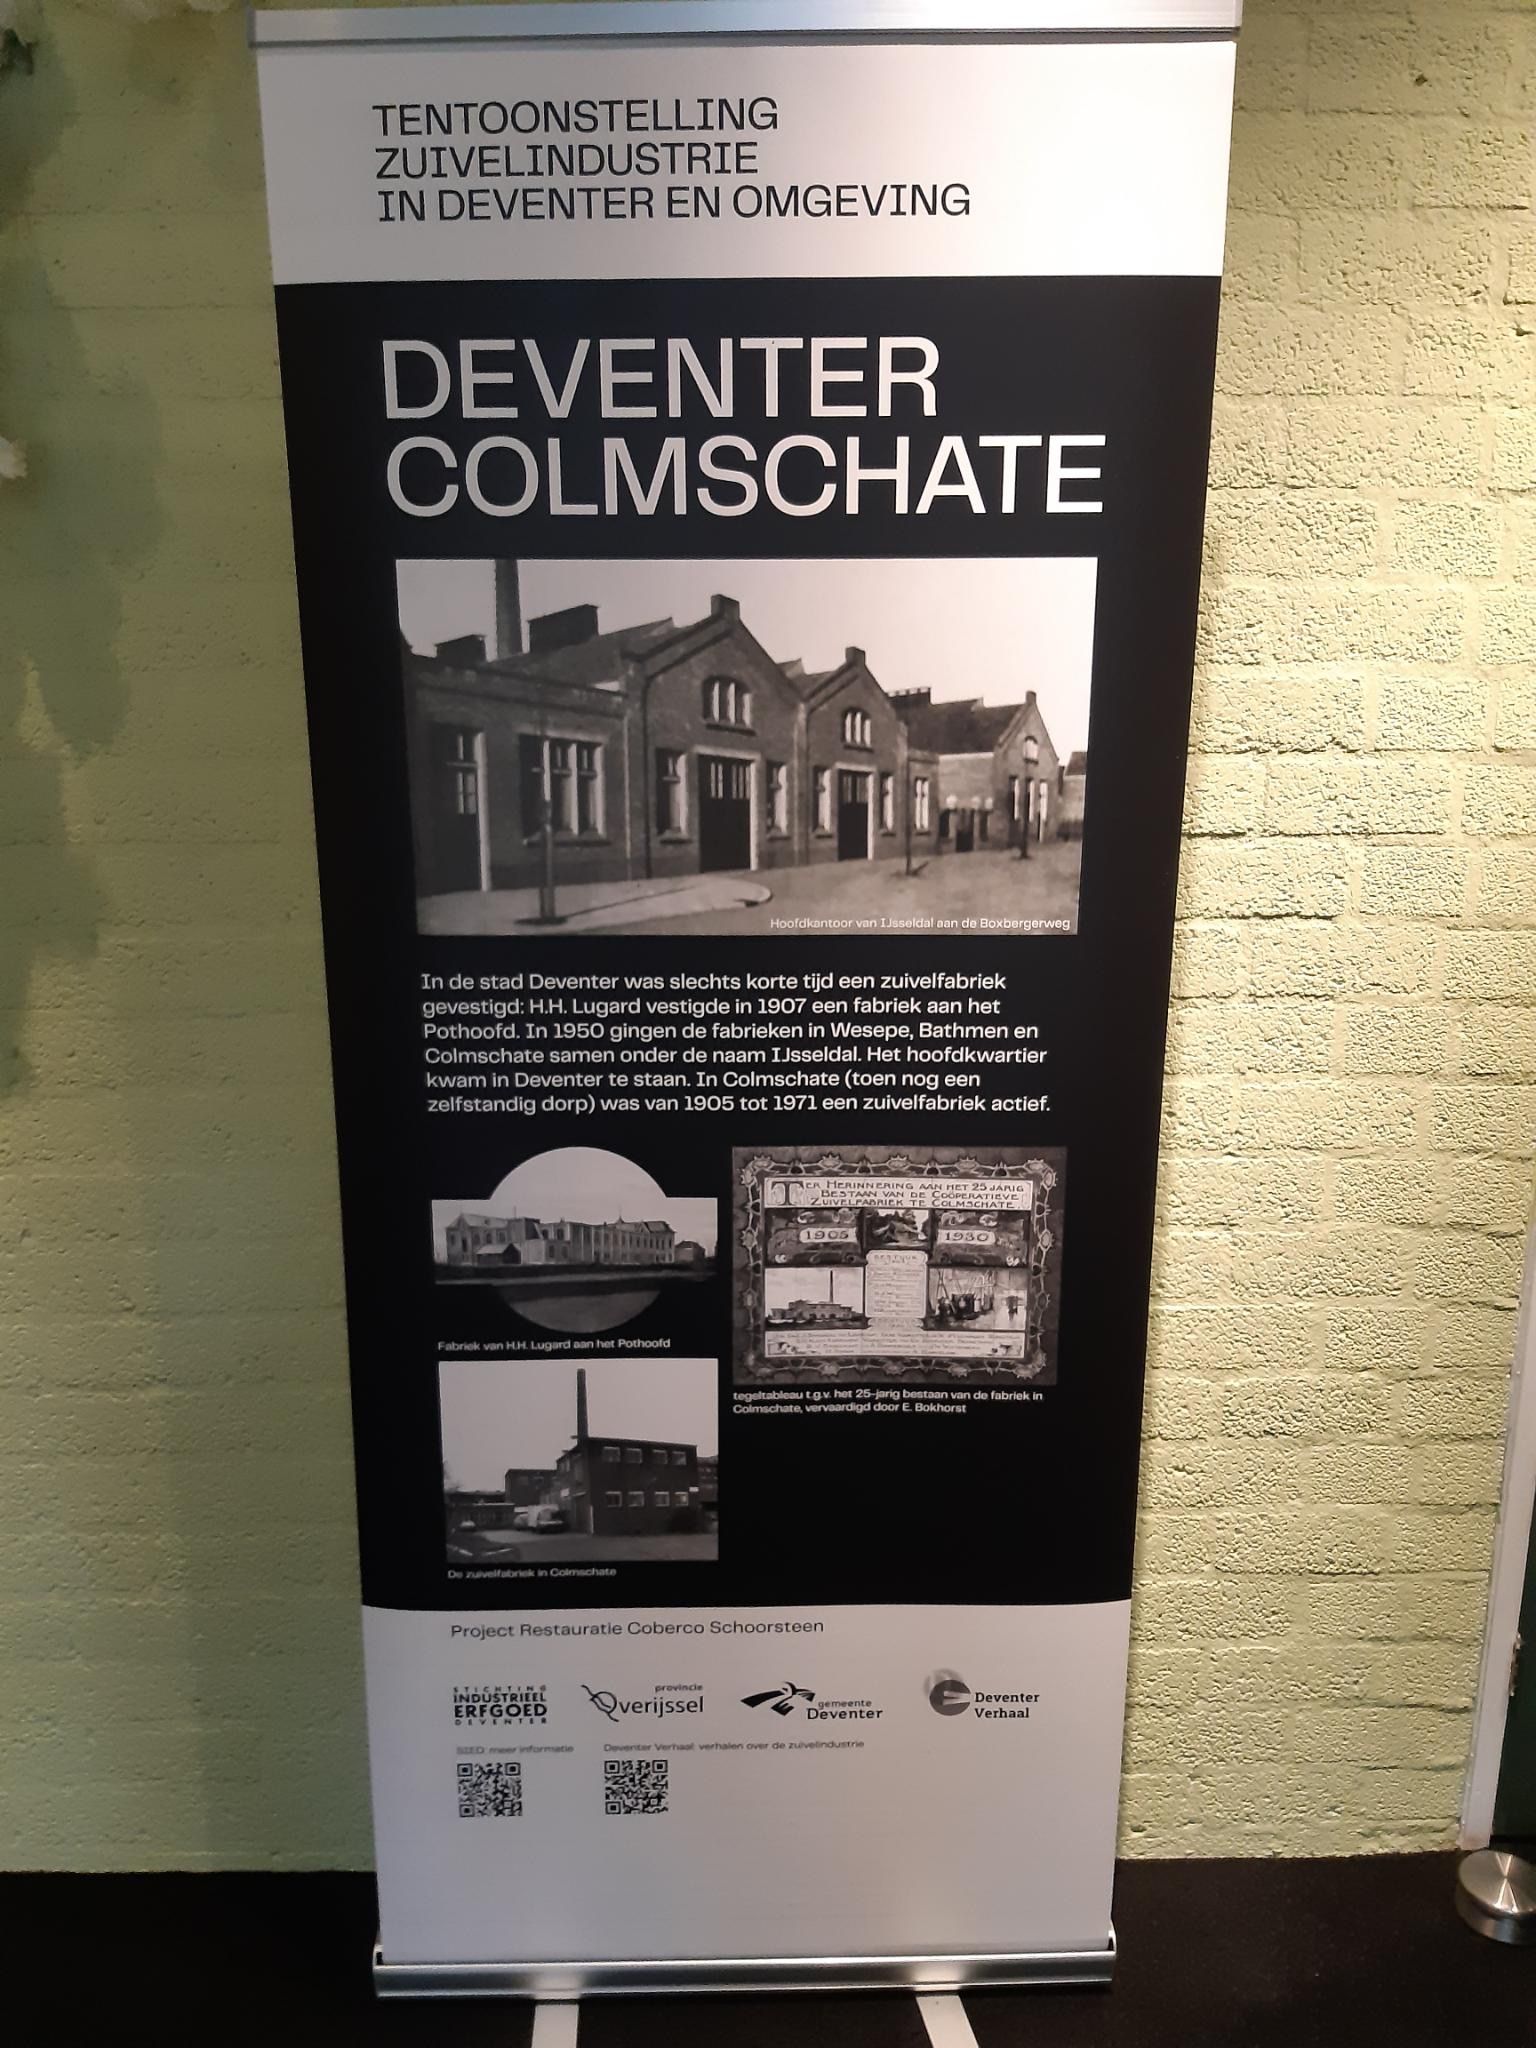 TENTOONSTELLING
ZUIVELINDUSTRIE
IN DEVENTER EN OMGEVING
DEVENTER
COLMSCHATE
Hoofdkantoor van IJsseldal aan de Boxbergerweg
In de stad Deventer was slechts korte tijd een zuivelfabriek
gevestigd: H.H. Lugard vestigde in 1907 een fabriek aan het
Pothoofd. In 1950 gingen de fabrieken in Wesepe, Bathmen en
Colmschate samen onder de naam IJsseldal. Het hoofdkwartier
kwam in Deventer te staan. In Colmschate (toen nog een
zelfstandig dorp) was van 1905 tot 1971 een zuivelfabriek actief.
Fabriek van H.H. Lugard aan het Pothoofd
TER HERINNERING AAN HET 25 JARIG
BESTAAN VAN DE COÖPERATIEVE
ZUIVELFABRIEK TE COLMSCHATE
1905
1930
BESTUUR
tegeltableau t.g.v. het 25-jarig bestaan van de fabriek in
Colmschate, vervaardigd door E. Bokhorst
De zuivelfabriek in Colmschate
Project Restauratie Coberco Schoorsteen
STICHTING
INDUSTRIEEL
ERFGOED
DEVENTER
provincie
Overijssel
gemeente
Deventer
Deventer
Verhaal
SIED: meer informatie
Deventer Verhaal: verhalen over de zuivelindustrie